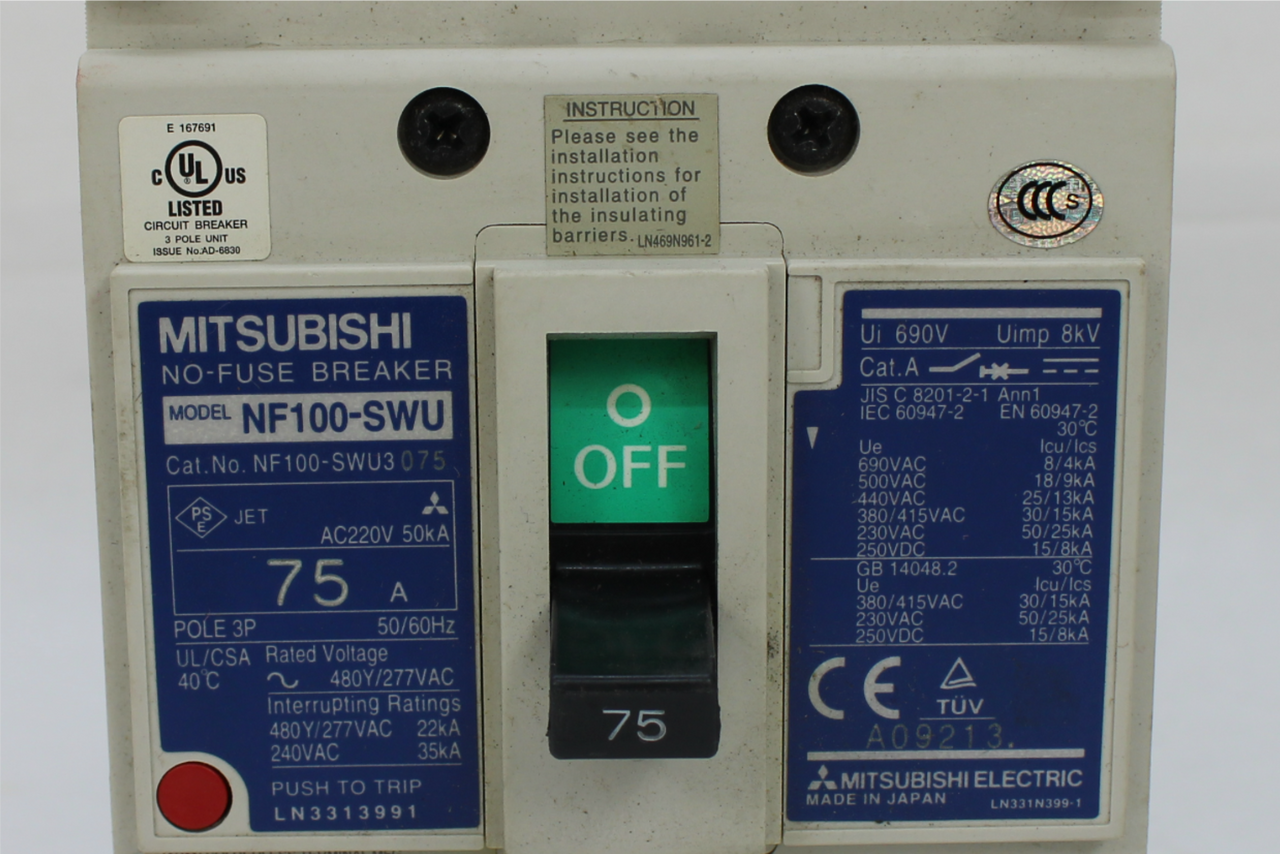 E 167691
C UL US
®
LISTED
CIRCUIT BREAKER
3 POLE UNIT
ISSUE No.AD-6830
INSTRUCTION
Please see the
installation
instructions for
installation of
the insulating
barriers. LN469N961-2
CCC S
MITSUBISHI
NO-FUSE BREAKER
MODEL NF100-SWU
Cat.No. NF100-SWU3 075
PS
E JET
AC220V 50kA
75 A
POLE 3P 50/60Hz
UL/CSA Rated Voltage
40℃ 480Y/277VAC
Interrupting Ratings
480Y/277VAC 22kA
240VAC 35kA
PUSH TO TRIP
LN3313991
O
OFF
75
Ui 690V Uimp 8kV
Cat.A
JIS C 8201-2-1 Ann1
IEC 60947-2 EN 60947-2
30℃
Ue Icu/Ics
690VAC 8/4kA
500VAC 18/9kA
440VAC 25/13kA
380/415VAC 30/15kA
230VAC 50/25kA
250VDC 15/8kA
GB 14048.2 30℃
Ue Icu/Ics
380/415VAC 30/15kA
230VAC 50/25kA
250VDC 15/8kA
CE TÜV
A09213.
MITSUBISHI ELECTRIC
MADE IN JAPAN LN331N399-1